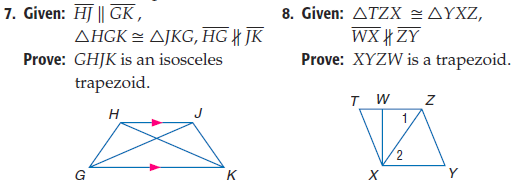 7. Given: HJ ∥ GK,
△HGK ≅ △JKG, HG ∦ JK
Prove: GHJK is an isosceles
trapezoid.
H J
G K
8. Given: △TZX ≅ △YXZ,
WX ∦ ZY
Prove: XYZW is a trapezoid.
T W Z
1
2
X Y